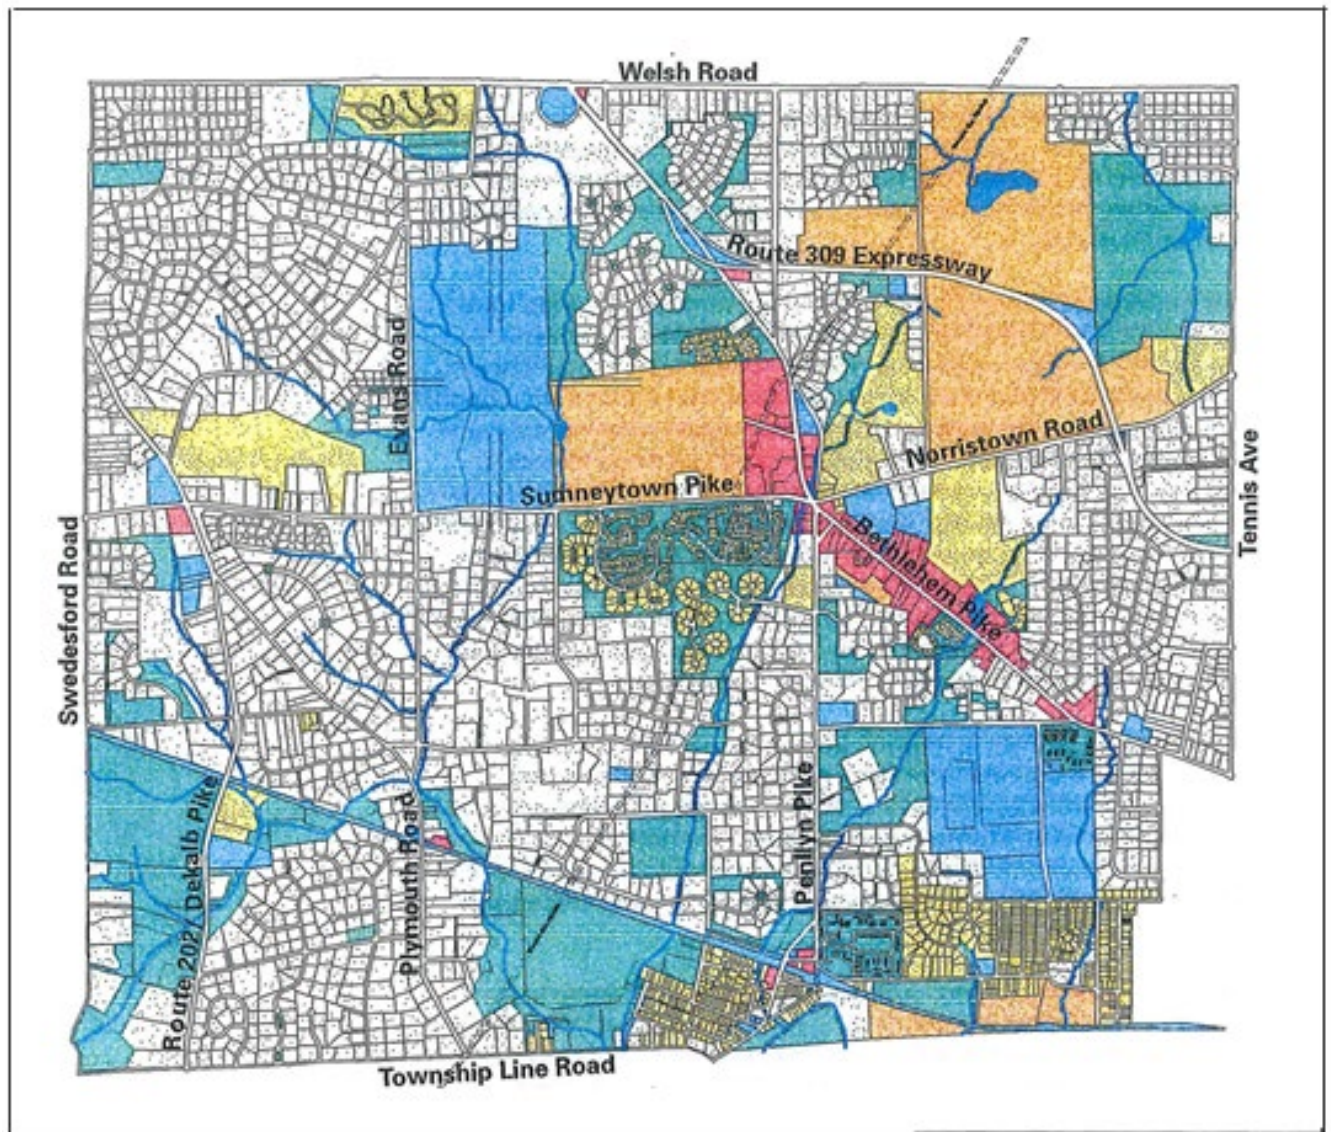 Welsh Road
Route 309 Expressway
Evans Road
Norristown Road
Sumneytown Pike
Tennis Ave
Bethlehem Pike
Swedesford Road
Penllyn Pike
Plymouth Road
Route 202/ Dekalb Pike
Township Line Road